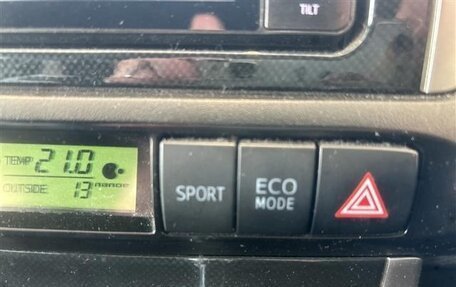 TILT
TEMP 21.0
OUTSIDE 13
SPORT
ECO
MODE